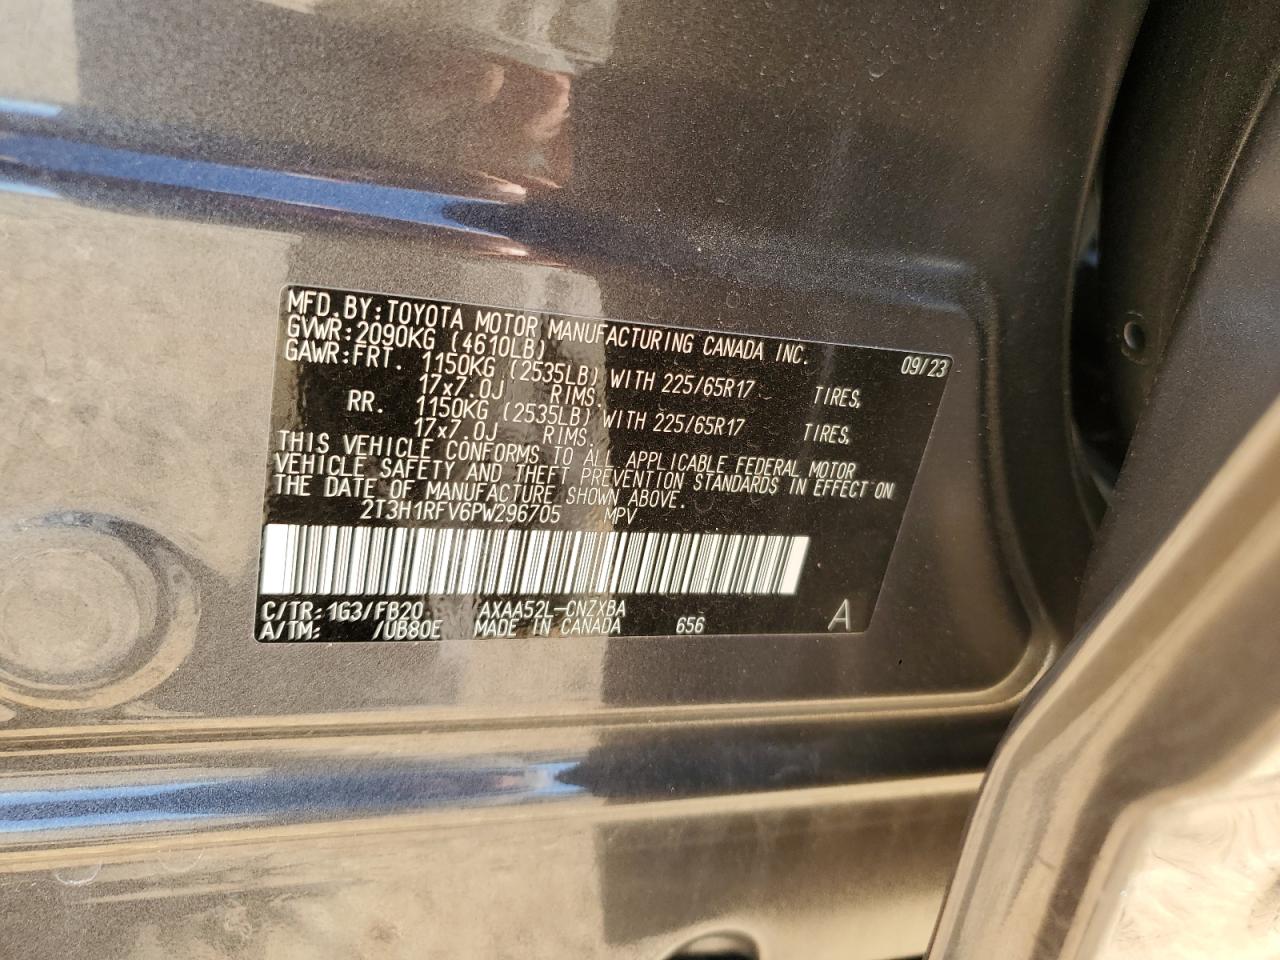 MFD.BY:TOYOTA MOTOR MANUFACTURING CANADA INC. 09/23
GVWR:2090KG (4610LB)
GAWR:FRT. 1150KG (2535LB) WITH 225/65R17 TIRES,
17x7.0J RIMS.
RR. 1150KG (2535LB) WITH 225/65R17 TIRES,
17x7.0J RIMS.
THIS VEHICLE CONFORMS TO ALL APPLICABLE FEDERAL MOTOR
VEHICLE SAFETY AND THEFT PREVENTION STANDARDS IN EFFECT ON
THE DATE OF MANUFACTURE SHOWN ABOVE.
2T3H1RFV6PW296705 MPV
C/TR:1G3/FB20 AXAA52L-CNZXBA
A/TM: /UB80E MADE IN CANADA 656 A